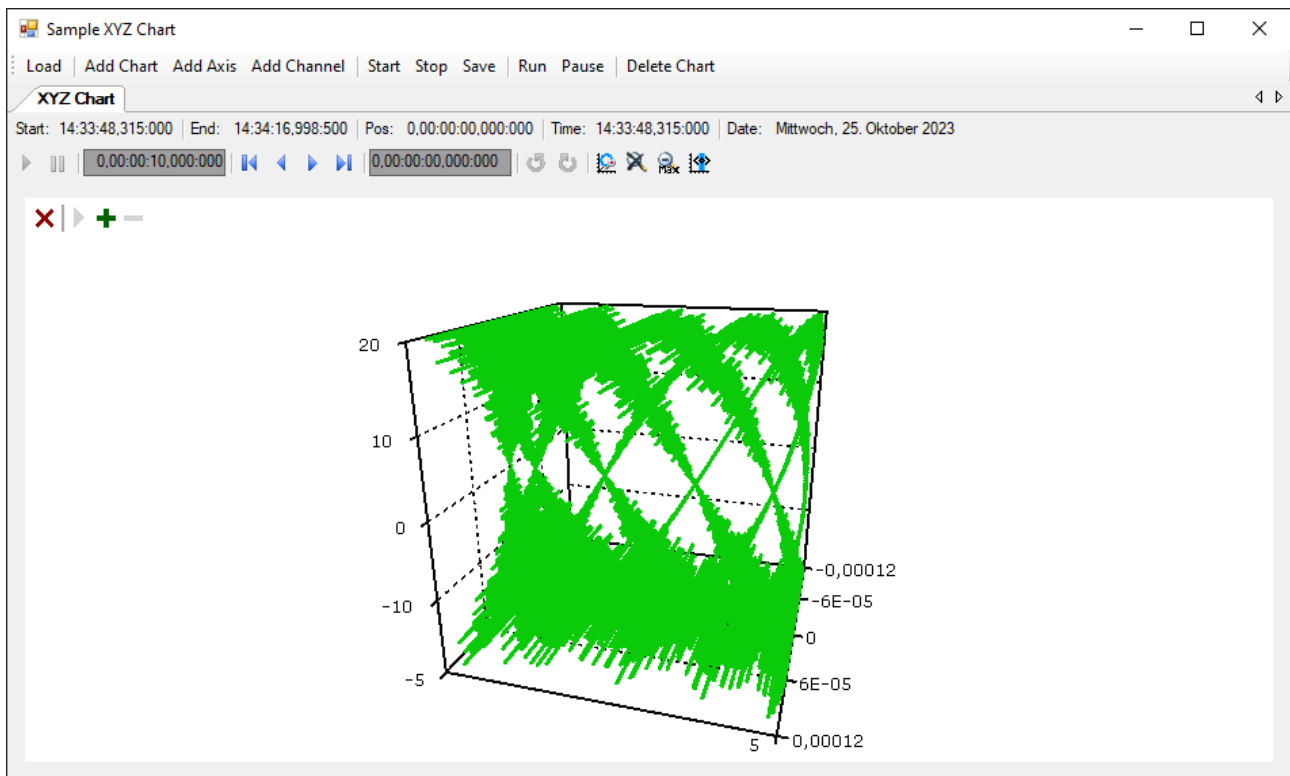 Sample XYZ Chart
Load Add Chart Add Axis Add Channel Start Stop Save Run Pause Delete Chart
XYZ Chart
Start: 14:33:48,315:000 End: 14:34:16,998:500 Pos: 0,00:00:00,000:000 Time: 14:33:48,315:000 Date: Mittwoch, 25. Oktober 2023
0,00:00:10,000:000 0,00:00:00,000:000 Max
20
10
0
-10
-5
-0,00012
-6E-05
0
6E-05
5 0,00012